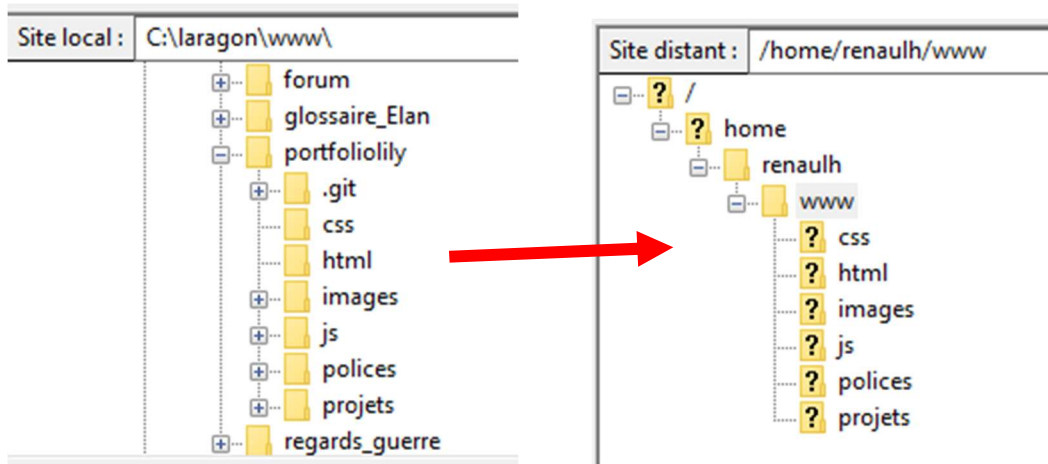 Site local : C:\laragon\www\
forum
glossaire_Elan
portfoliolily
.git
css
html
images
js
polices
projets
regards_guerre
Site distant : /home/renaulh/www
/
home
renaulh
www
css
html
images
js
polices
projets